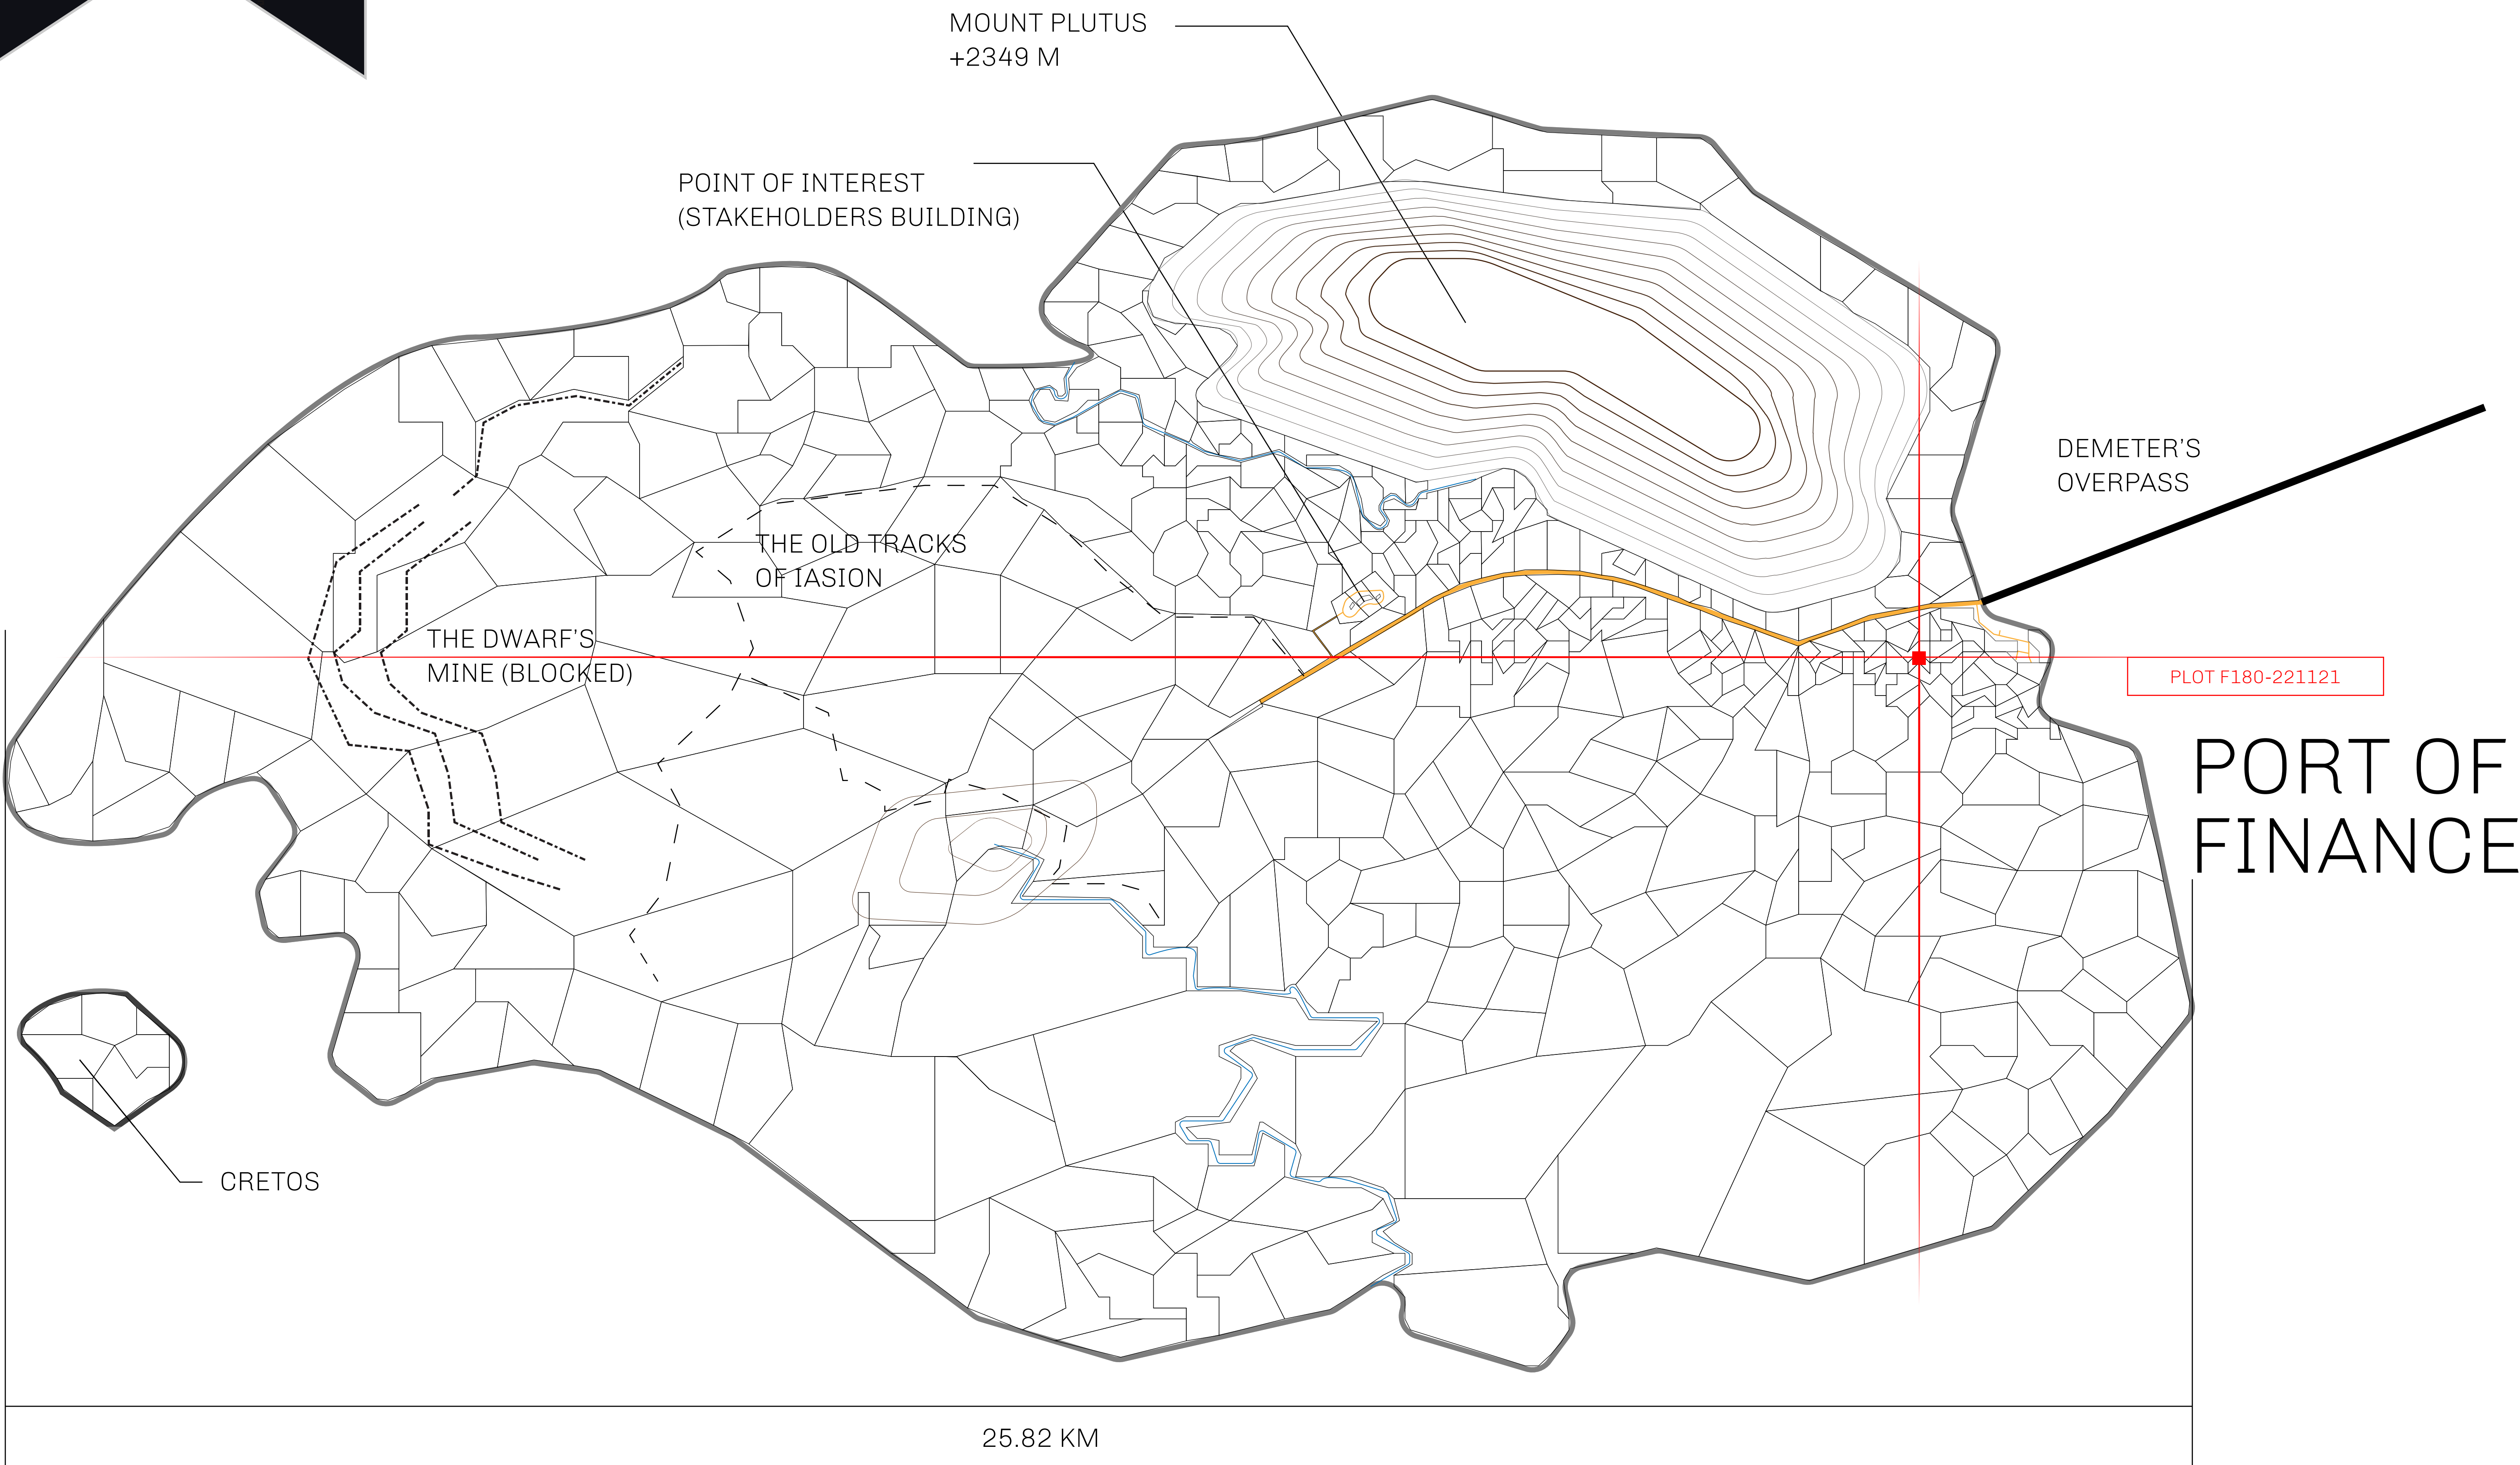 MOUNT PLUTUS
+2349 M
POINT OF INTEREST
(STAKEHOLDERS BUILDING)
DEMETER'S
OVERPASS
THE OLD TRACKS
OF IASION
THE DWARF'S
MINE (BLOCKED)
PLOT F180-221121
PORT OF
FINANCE
CRETOS
25.82 KM